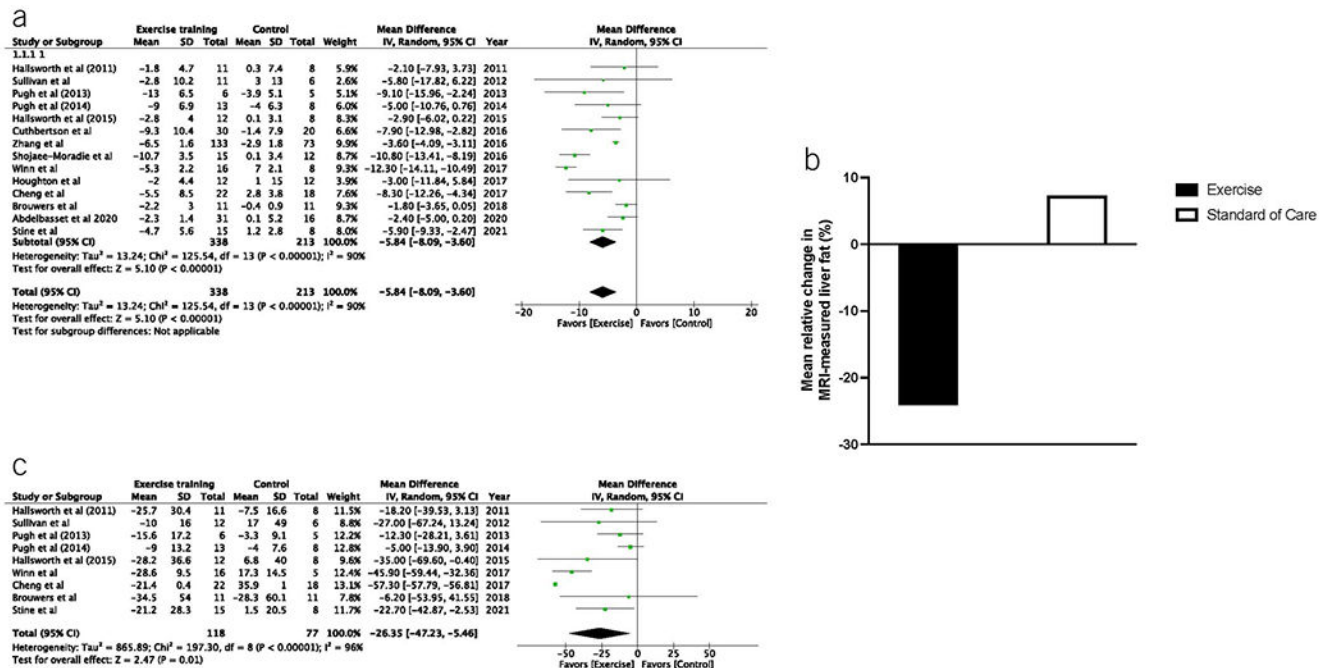 a
Exercise training Control Mean Difference Mean Difference
Study or Subgroup Mean SD Total Mean SD Total Weight IV, Random, 95% CI Year IV, Random, 95% CI
1.1.1 1
Hallsworth et al (2011) −1.8 4.7 11 0.3 7.4 8 5.9% −2.10 [−7.93, 3.73] 2011
Sullivan et al −2.8 10.2 11 3 13 6 2.6% −5.80 [−17.82, 6.22] 2012
Pugh et al (2013) −13 6.5 6 −3.9 5.1 5 5.1% −9.10 [−15.96, −2.24] 2013
Pugh et al (2014) −9 6.9 13 −4 6.3 8 6.0% −5.00 [−10.76, 0.76] 2014
Hallsworth et al (2015) −2.8 4 12 0.1 3.1 8 8.3% −2.90 [−6.02, 0.22] 2015
Cuthbertson et al −9.3 10.4 30 −1.4 7.9 20 6.6% −7.90 [−12.98, −2.82] 2016
Zhang et al −6.5 1.6 133 −2.9 1.8 73 9.9% −3.60 [−4.09, −3.11] 2016
Shojaee−Moradie et al −10.7 3.5 15 0.1 3.4 12 8.7% −10.80 [−13.41, −8.19] 2016
Winn et al −5.3 2.2 16 7 2.1 8 9.3% −12.30 [−14.11, −10.49] 2017
Houghton et al −2 4.4 12 1 15 12 3.9% −3.00 [−11.84, 5.84] 2017
Cheng et al −5.5 8.5 22 2.8 3.8 18 7.6% −8.30 [−12.26, −4.34] 2017
Brouwers et al −2.2 3 11 −0.4 0.9 11 9.3% −1.80 [−3.65, 0.05] 2018
Abdelbasset et al 2020 −2.3 1.4 31 0.1 5.2 16 8.7% −2.40 [−5.00, 0.20] 2020
Stine et al −4.7 5.6 15 1.2 2.8 8 8.0% −5.90 [−9.33, −2.47] 2021
Subtotal (95% CI) 338 213 100.0% −5.84 [−8.09, −3.60]
Heterogeneity: Tau² = 13.24; Chi² = 125.54, df = 13 (P < 0.00001); I² = 90%
Test for overall effect: Z = 5.10 (P < 0.00001)
Total (95% CI) 338 213 100.0% −5.84 [−8.09, −3.60]
Heterogeneity: Tau² = 13.24; Chi² = 125.54, df = 13 (P < 0.00001); I² = 90%
Test for overall effect: Z = 5.10 (P < 0.00001)
Test for subgroup differences: Not applicable
−20 −10 0 10 20
Favors [Exercise] Favors [Control]
b
Mean relative change in
MRI-measured liver fat (%)
10
0
-10
-20
-30
Exercise
Standard of Care
c
Exercise training Control Mean Difference Mean Difference
Study or Subgroup Mean SD Total Mean SD Total Weight IV, Random, 95% CI Year IV, Random, 95% CI
Hallsworth et al (2011) −25.7 30.4 11 −7.5 16.6 8 11.5% −18.20 [−39.53, 3.13] 2011
Sullivan et al −10 16 12 17 49 6 8.8% −27.00 [−67.24, 13.24] 2012
Pugh et al (2013) −15.6 17.2 6 −3.3 9.1 5 12.2% −12.30 [−28.21, 3.61] 2013
Pugh et al (2014) −9 13.2 13 −4 7.6 8 12.8% −5.00 [−13.90, 3.90] 2014
Hallsworth et al (2015) −28.2 36.6 12 6.8 40 8 9.6% −35.00 [−69.60, −0.40] 2015
Winn et al −28.6 9.5 16 17.3 14.5 5 12.4% −45.90 [−59.44, −32.36] 2017
Cheng et al −21.4 0.4 22 35.9 1 18 13.1% −57.30 [−57.79, −56.81] 2017
Brouwers et al −34.5 54 11 −28.3 60.1 11 7.8% −6.20 [−53.95, 41.55] 2018
Stine et al −21.2 28.3 15 1.5 20.5 8 11.7% −22.70 [−42.87, −2.53] 2021
Total (95% CI) 118 77 100.0% −26.35 [−47.23, −5.46]
Heterogeneity: Tau² = 865.89; Chi² = 197.30, df = 8 (P < 0.00001); I² = 96%
Test for overall effect: Z = 2.47 (P = 0.01)
−50 −25 0 25 50
Favors [Exercise] Favors [Control]